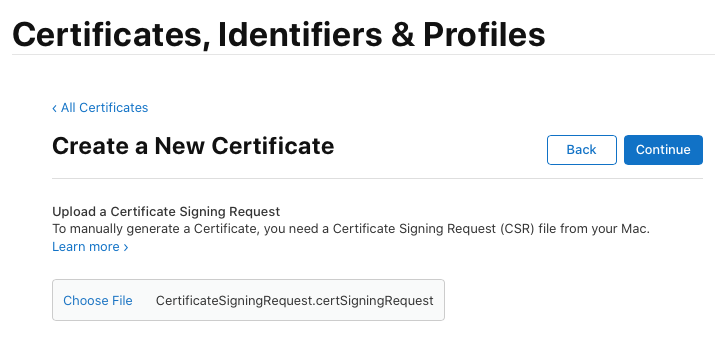 Certificates, Identifiers & Profiles
‹ All Certificates
Create a New Certificate
Back
Continue
Upload a Certificate Signing Request
To manually generate a Certificate, you need a Certificate Signing Request (CSR) file from your Mac.
Learn more ›
Choose File CertificateSigningRequest.certSigningRequest